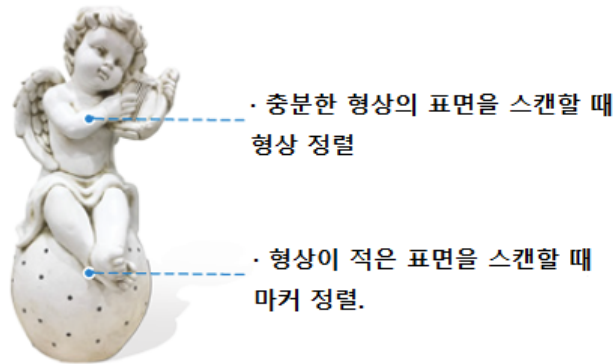 · 충분한 형상의 표면을 스캔할 때
형상 정렬
· 형상이 적은 표면을 스캔할 때
마커 정렬.